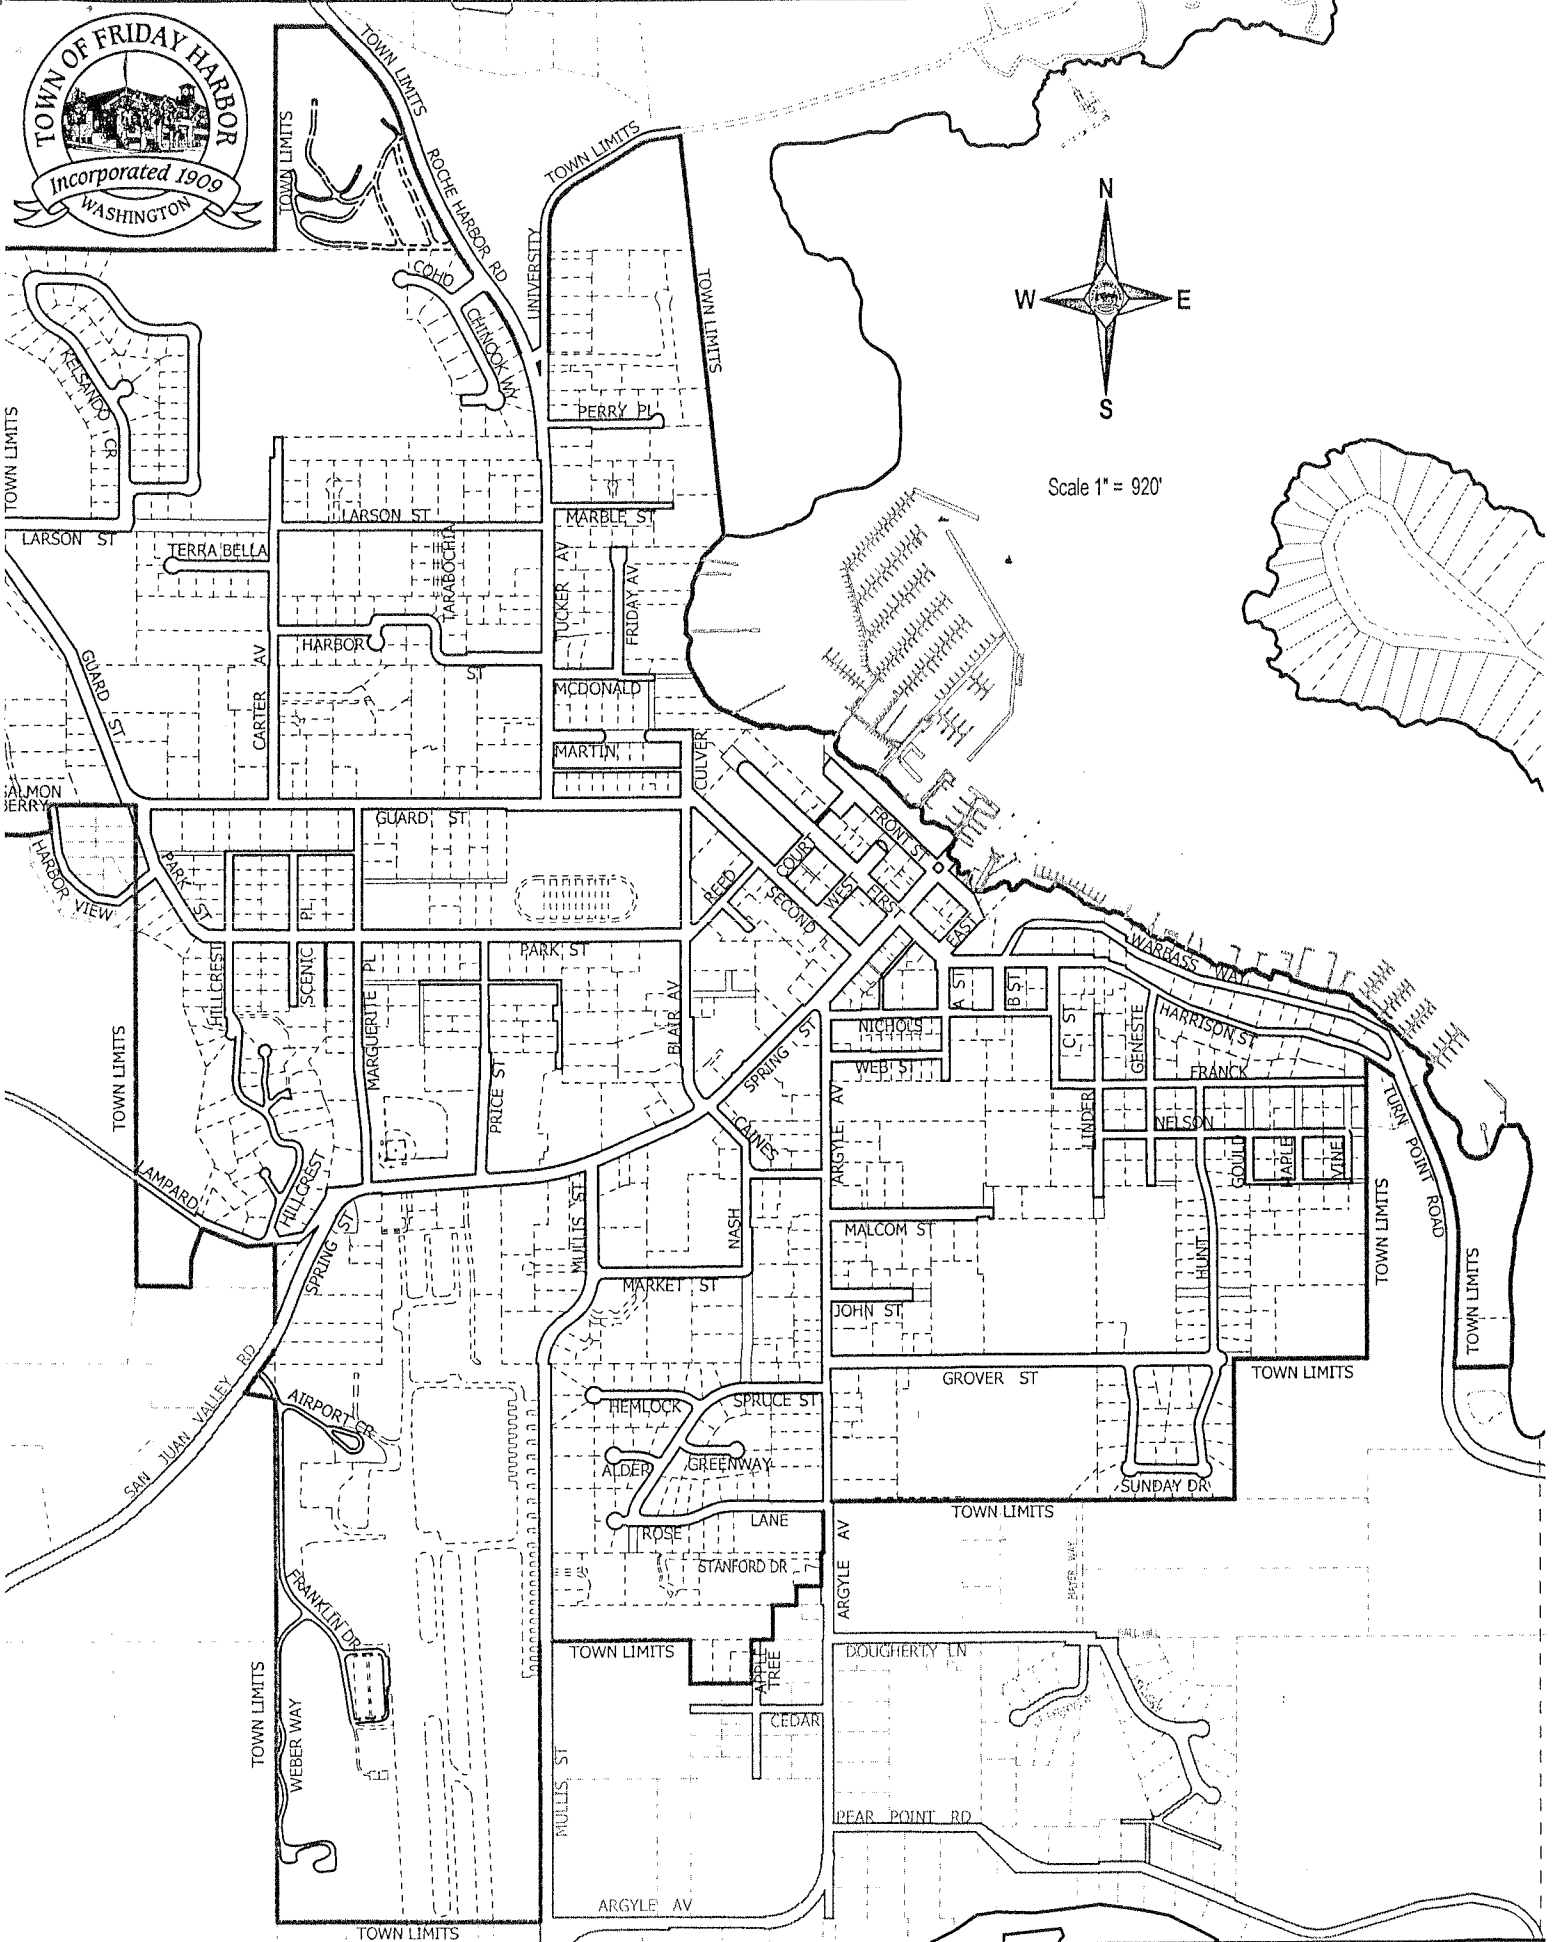 TOWN OF FRIDAY HARBOR
Incorporated 1909
WASHINGTON
TOWN LIMITS
TOWN LIMITS
TOWN LIMITS
ROCHE HARBOR RD
UNIVERSITY
TOWN LIMITS
N
W E
S
Scale 1" = 920'
COHO
CHINOOK WY
KELSANDO CR
TOWN LIMITS
PERRY PL
LARSON ST
LARSON ST
MARBLE ST
TERRA BELLA
TARABOCHIA
TUCKER AV
FRIDAY AV
HARBOR
ST
CARTER AV
GUARD ST
MCDONALD
MARTIN
CULVER
SALMON
BERRY
GUARD ST
HARBOR VIEW
PARK ST
FRONT ST
COURT
WEST
FIRST
REED
SECOND
EAST
PL
SCENIC
HILLCREST
PARK ST
MARGUERITE PL
BLAIR AV
PRICE ST
WARBASS WA
HARRISON ST
A ST
B ST
C ST
NICHOLS
WEB ST
GENESTE
FRANCK
SPRING ST
TOWN LIMITS
LINDER
NELSON
TURN POINT ROAD
CAINES
ARGYLE AV
GOULD
MAPLE
VINE
LAMPARD
HILLCREST
SPRING ST
MULLIS ST
NASH
MALCOM ST
HUNT
TOWN LIMITS
TOWN LIMITS
MARKET ST
JOHN ST
SAN JUAN VALLEY RD
AIRPORT CR
GROVER ST
TOWN LIMITS
HEMLOCK
SPRUCE ST
ALDER
GREENWAY
SUNDAY DR
TOWN LIMITS
ROSE LANE
STANFORD DR
ARGYLE AV
FRANKLIN DR
TOWN LIMITS
APPLE
TREE
DOUGHERTY LN
TOWN LIMITS
WEBER WAY
CEDAR
MULLIS ST
PEAR POINT RD
ARGYLE AV
TOWN LIMITS